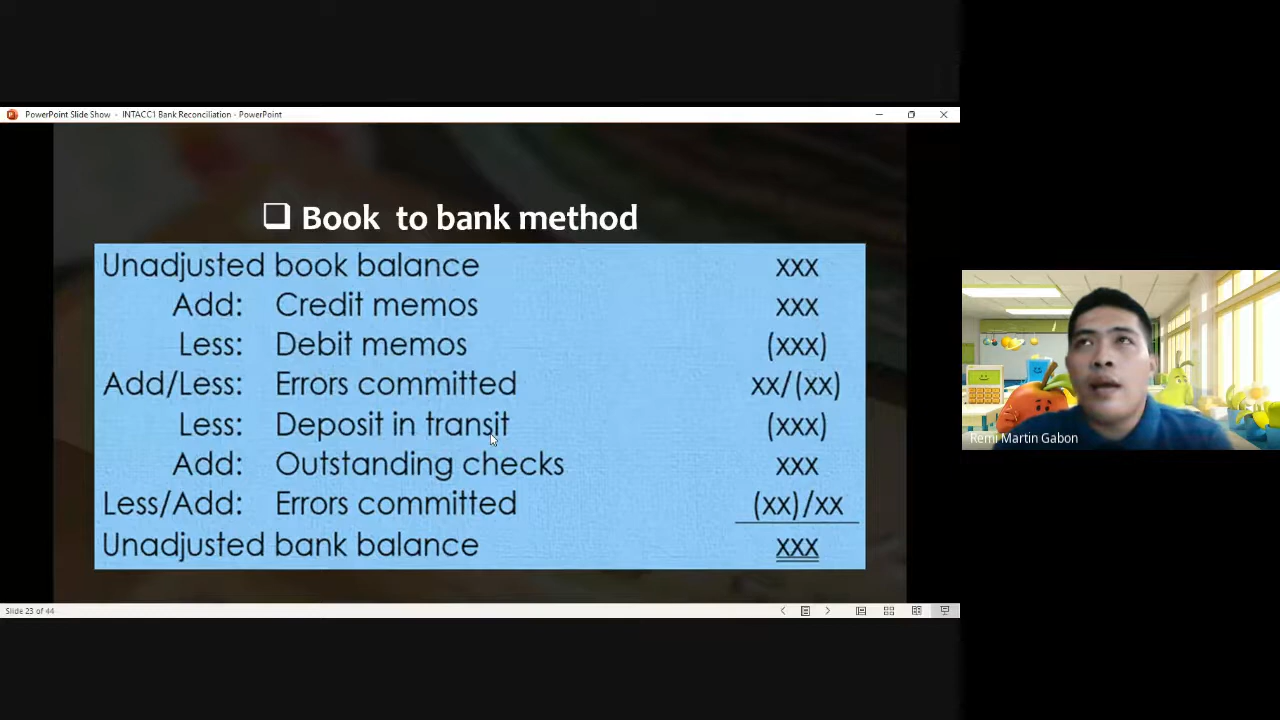 PowerPoint Slide Show - INTACC1 Bank Reconciliation - PowerPoint
Book to bank method
Unadjusted book balance xxx
Add: Credit memos xxx
Less: Debit memos (xxx)
Add/Less: Errors committed xx/(xx)
Less: Deposit in transit (xxx)
Add: Outstanding checks xxx
Less/Add: Errors committed (xx)/xx
Unadjusted bank balance xxx
Remi Martin Gabon
Slide 23 of 44